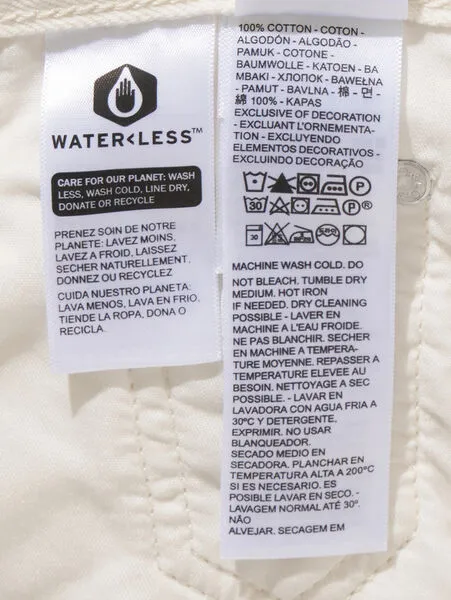 WATER<LESS™
CARE FOR OUR PLANET: WASH
LESS, WASH COLD, LINE DRY,
DONATE OR RECYCLE
PRENEZ SOIN DE NOTRE
PLANETE: LAVEZ MOINS,
LAVEZ A FROID, LAISSEZ
SECHER NATURELLEMENT,
DONNEZ OU RECYCLEZ
CUIDA NUESTRO PLANETA:
LAVA MENOS, LAVA EN FRIO,
TIENDE LA ROPA, DONA O
RECICLA.
100% COTTON - COTON -
ALGODÓN - ALGODÃO -
PAMUK - COTONE -
BAUMWOLLE - KATOEN - BA
MBAKI - ХЛОПОК - BAWEŁNA
- PAMUT - BAVLNA - 棉 - 면 -
綿 100% - KAPAS
EXCLUSIVE OF DECORATION
- EXCLUANT L'ORNEMENTA-
TION - EXCLUYENDO
ELEMENTOS DECORATIVOS -
EXCLUINDO DECORAÇÃO
P
30 P®
30
MACHINE WASH COLD. DO
NOT BLEACH. TUMBLE DRY
MEDIUM. HOT IRON
IF NEEDED. DRY CLEANING
POSSIBLE - LAVER EN
MACHINE A L'EAU FROIDE.
NE PAS BLANCHIR. SECHER
EN MACHINE A TEMPERA-
TURE MOYENNE. REPASSER A
TEMPERATURE ELEVEE AU
BESOIN. NETTOYAGE A SEC
POSSIBLE. - LAVAR EN
LAVADORA CON AGUA FRIA A
30ºC Y DETERGENTE.
EXPRIMIR. NO USAR
BLANQUEADOR.
SECADO MEDIO EN
SECADORA. PLANCHAR EN
TEMPERATURA ALTA A 200ºC
SI ES NECESARIO. ES
POSIBLE LAVAR EN SECO. -
LAVAGEM NORMAL ATÉ 30º.
NÃO
ALVEJAR. SECAGEM EM